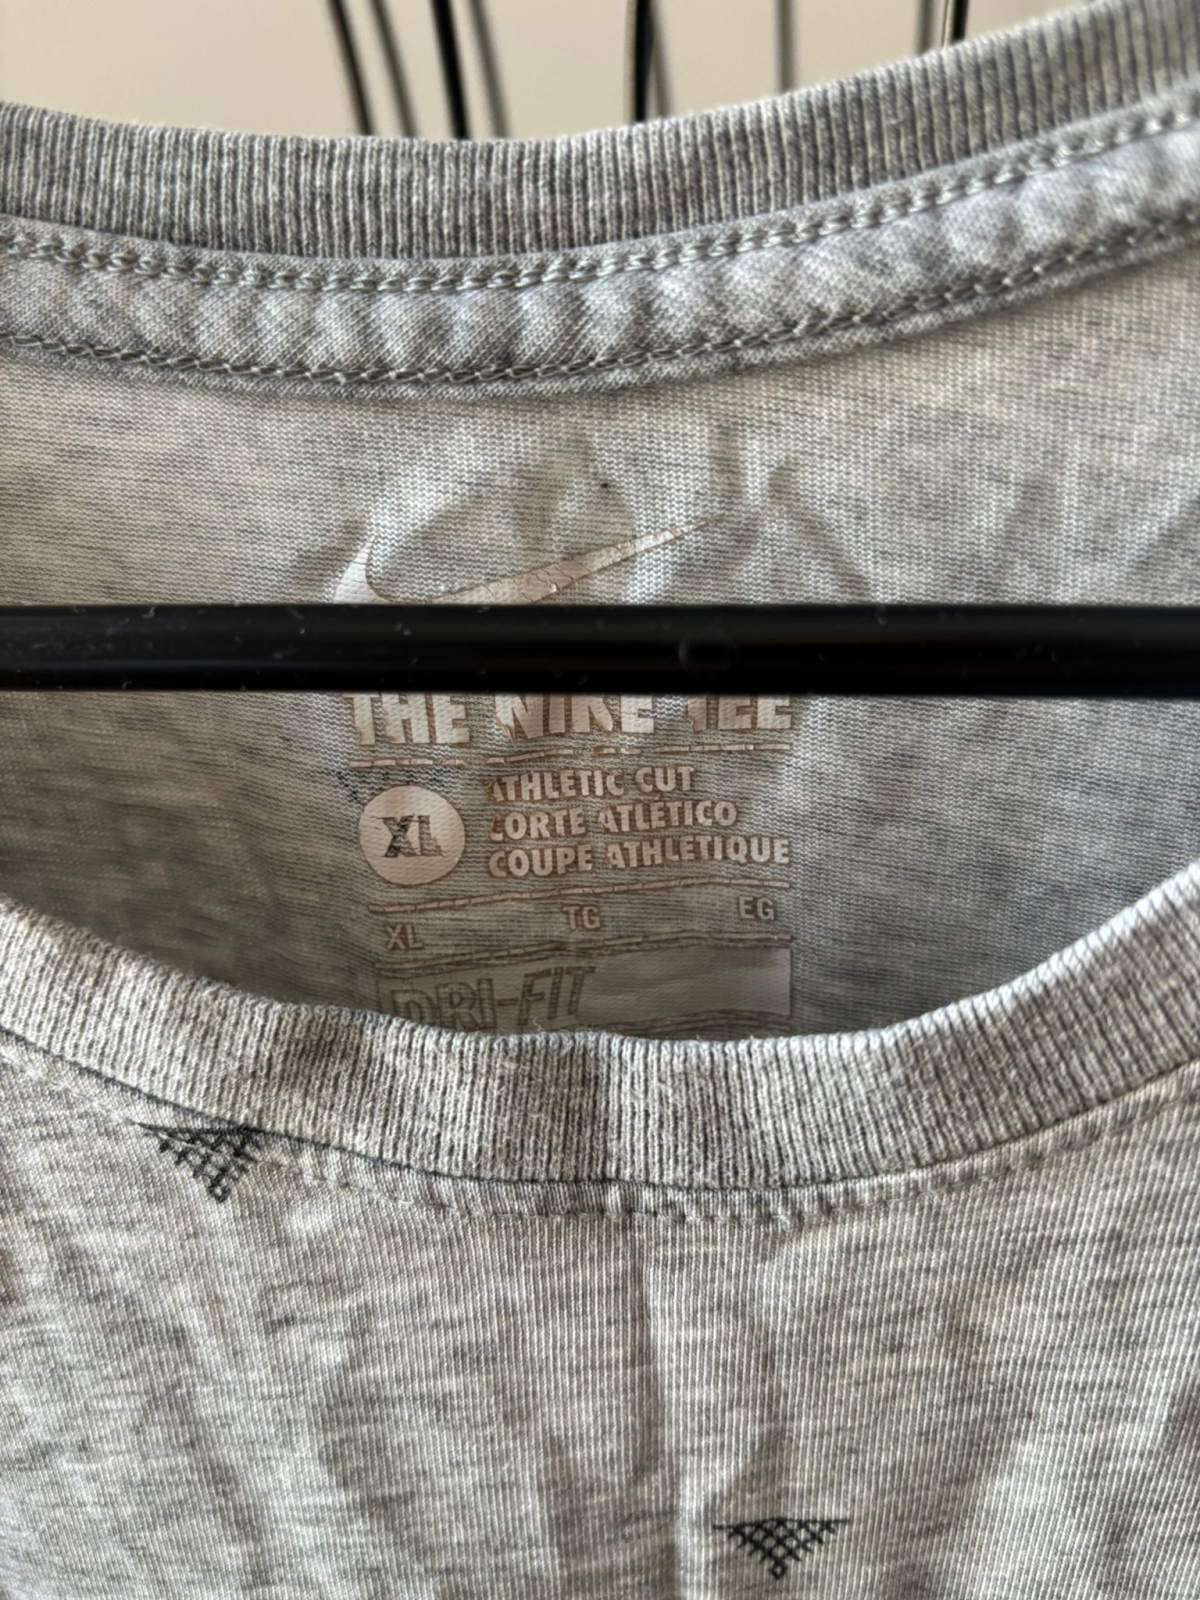 THE NIKE TEE
XL
ATHLETIC CUT
CORTE ATLÉTICO
COUPE ATHLÉTIQUE
XL TG EG
DRI-FIT